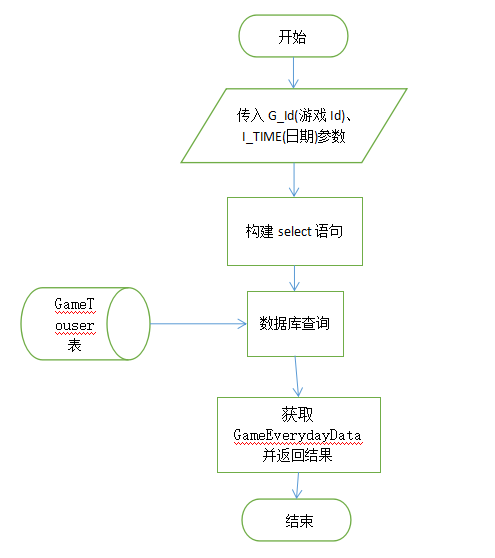 开始
传入 G_Id(游戏 Id)、
I_TIME(日期)参数
构建 select 语句
GameT
ouser
表
数据库查询
获取
GameEverydayData
并返回结果
结束